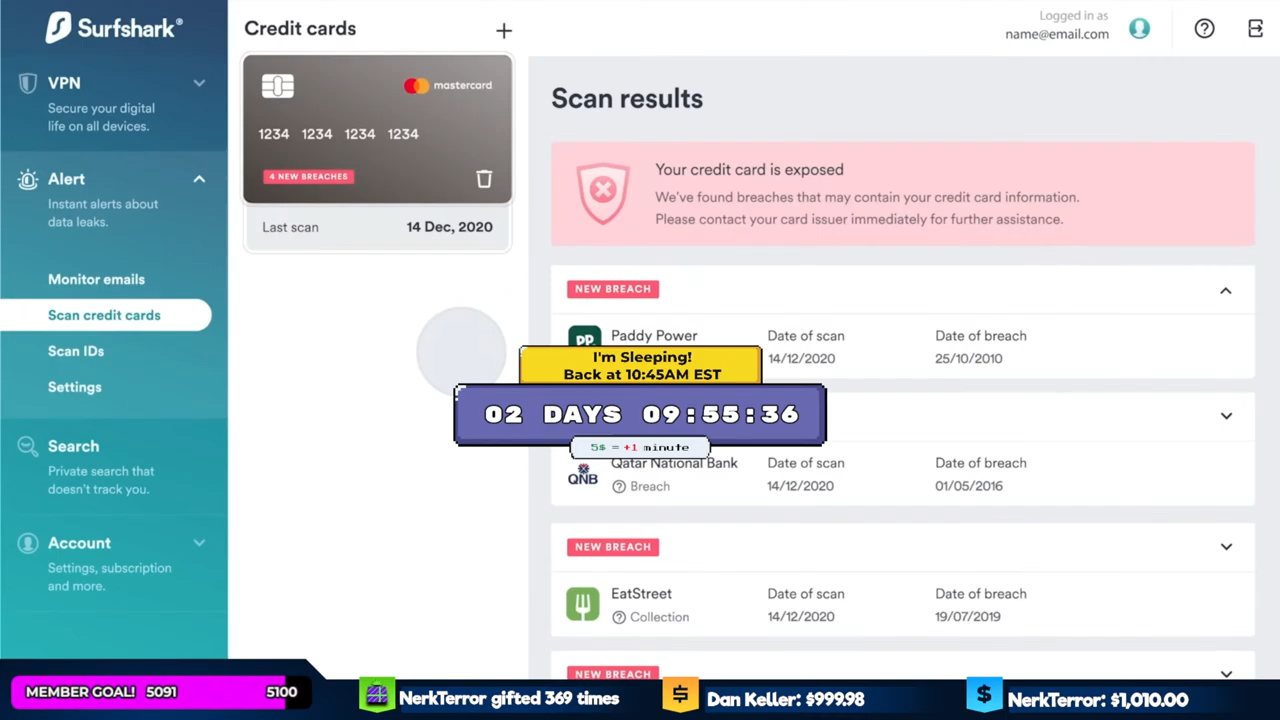 Surfshark®
VPN
Secure your digital
life on all devices.
Alert
Instant alerts about
data leaks.
Monitor emails
Scan credit cards
Scan IDs
Settings
Search
Private search that
doesn't track you.
Account
Settings, subscription
and more.
Credit cards
+
mastercard
1234 1234 1234 1234
4 NEW BREACHES
Last scan 14 Dec, 2020
Logged in as
name@email.com
Scan results
Your credit card is exposed
We've found breaches that may contain your credit card information.
Please contact your card issuer immediately for further assistance.
NEW BREACH
PP
Paddy Power Date of scan Date of breach
14/12/2020 25/10/2010
I'm Sleeping!
Back at 10:45AM EST
02 DAYS 09:55:36
5$ = +1 minute
QNB
Qatar National Bank Date of scan Date of breach
Breach 14/12/2020 01/05/2016
NEW BREACH
EatStreet Date of scan Date of breach
Collection 14/12/2020 19/07/2019
NEW BREACH
MEMBER GOAL! 5091 5100
NerkTerror gifted 369 times
Dan Keller: $999.98
NerkTerror: $1,010.00